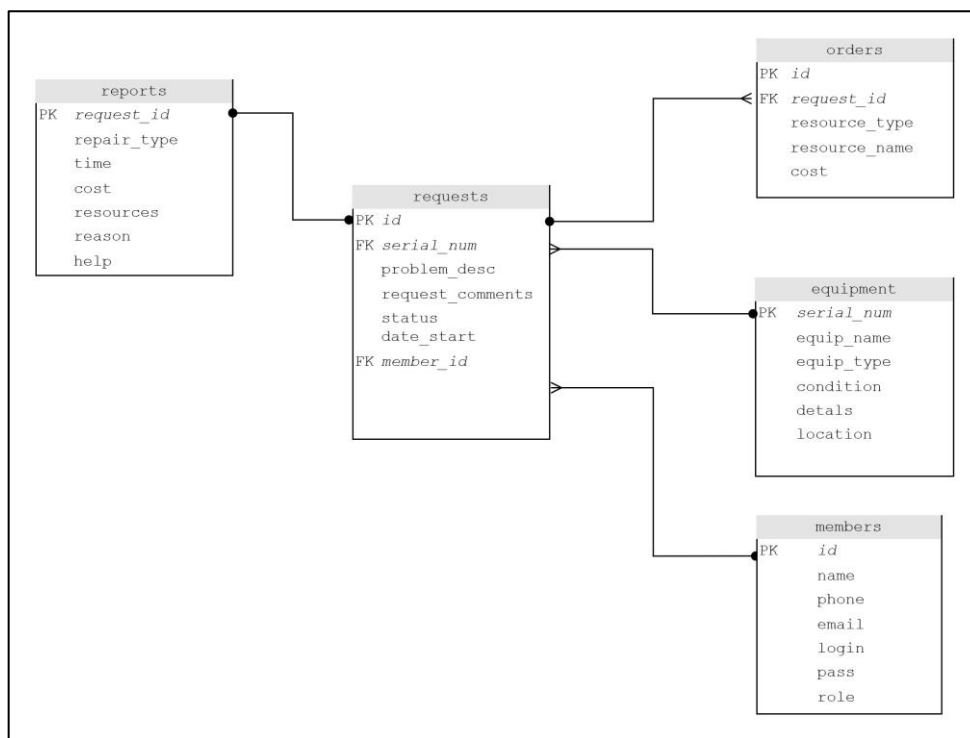 reports
PK request_id
repair_type
time
cost
resources
reason
help
requests
PK id
FK serial_num
problem_desc
request_comments
status
date_start
FK member_id
orders
PK id
FK request_id
resource_type
resource_name
cost
equipment
PK serial_num
equip_name
equip_type
condition
detals
location
members
PK id
name
phone
email
login
pass
role